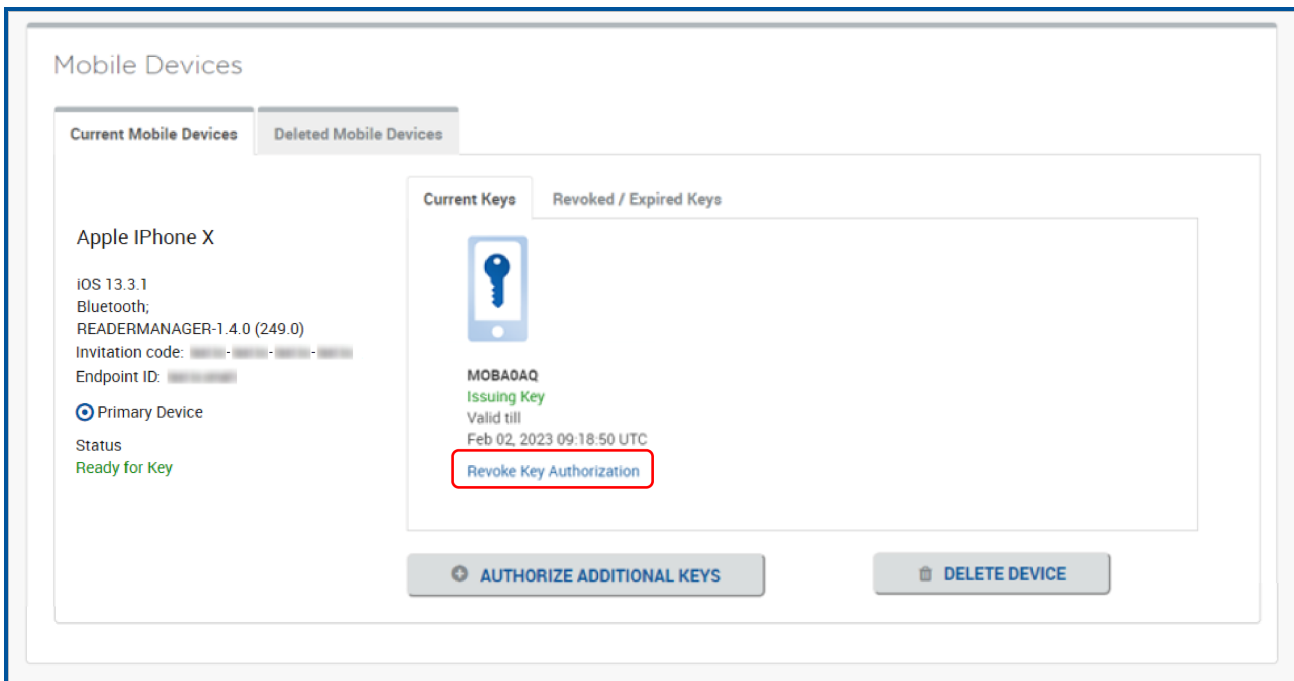 Mobile Devices
Current Mobile Devices
Deleted Mobile Devices
Current Keys
Revoked / Expired Keys
Apple IPhone X
iOS 13.3.1
Bluetooth;
READERMANAGER-1.4.0 (249.0)
Invitation code:
Endpoint ID:
Primary Device
Status
Ready for Key
MOBA0AQ
Issuing Key
Valid till
Feb 02, 2023 09:18:50 UTC
Revoke Key Authorization
AUTHORIZE ADDITIONAL KEYS
DELETE DEVICE